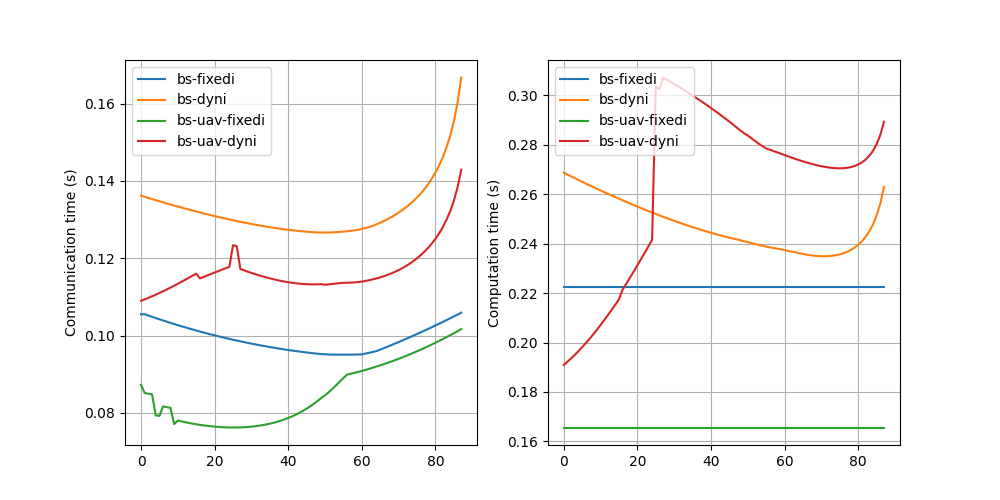 bs-fixedi
bs-dyni
bs-uav-fixedi
bs-uav-dyni
Communication time (s)
0.16
0.14
0.12
0.10
0.08
0 20 40 60 80
bs-fixedi
bs-dyni
bs-uav-fixedi
bs-uav-dyni
Computation time (s)
0.30
0.28
0.26
0.24
0.22
0.20
0.18
0.16
0 20 40 60 80